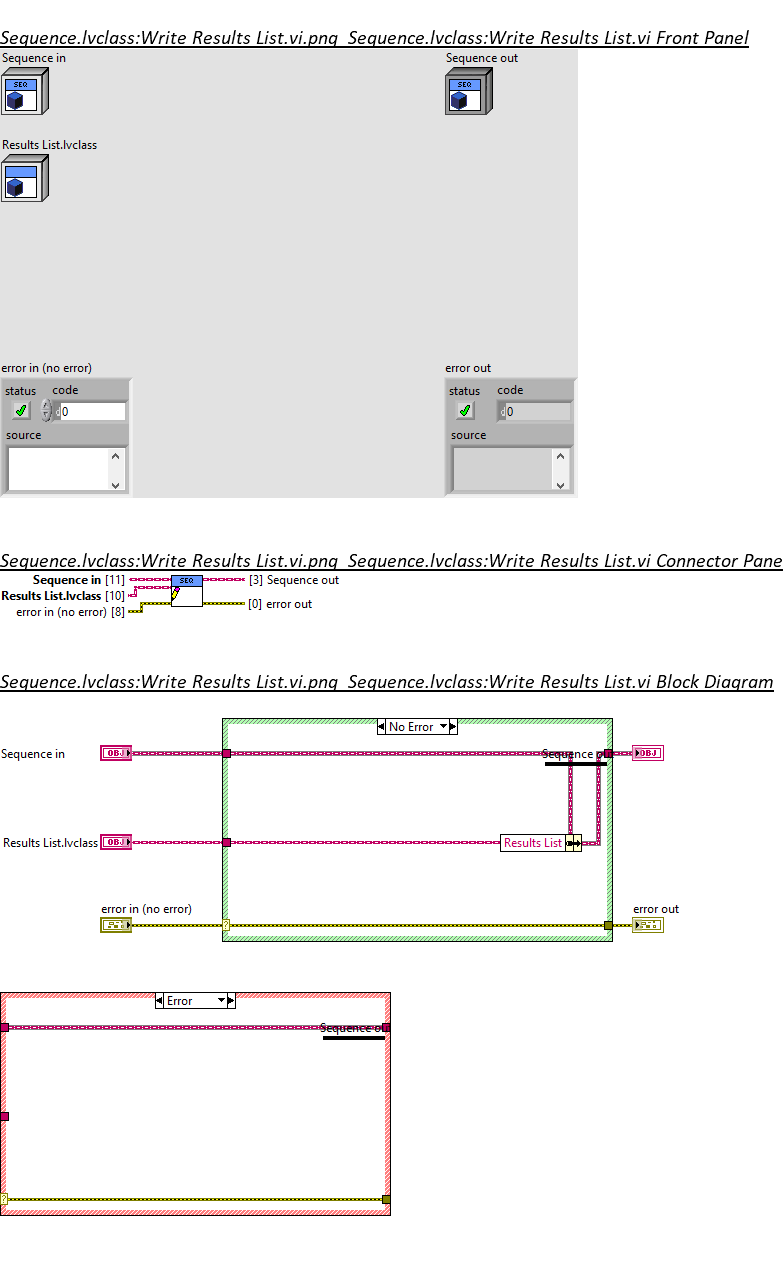 Sequence.lvclass:Write Results List.vi.png  Sequence.lvclass:Write Results List.vi Front Panel
Sequence in
Sequence out
SEQ
SEQ
Results List.lvclass
error in (no error)
error out
status code
status code
d 0
d 0
source
source
Sequence.lvclass:Write Results List.vi.png  Sequence.lvclass:Write Results List.vi Connector Pane
Sequence in [11]
SEQ
[3] Sequence out
Results List.lvclass [10]
[0] error out
error in (no error) [8]
Sequence.lvclass:Write Results List.vi.png  Sequence.lvclass:Write Results List.vi Block Diagram
No Error
Sequence in
OBJ
Sequence
OBJ
Results List.lvclass
OBJ
Results List
error in (no error)
error out
?
Error
Sequence
?